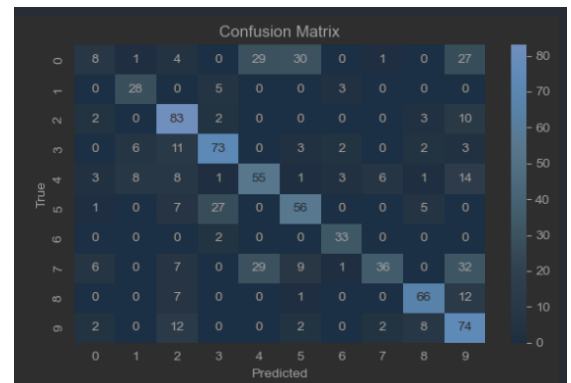 Confusion Matrix
0 8 1 4 0 29 30 0 1 0 27
1 0 28 0 5 0 0 3 0 0 0
2 2 0 83 2 0 0 0 0 3 10
3 0 6 11 73 0 3 2 0 2 3
4 3 8 8 1 55 1 3 6 1 14
5 1 0 7 27 0 56 0 0 5 0
6 0 0 0 2 0 0 33 0 0 0
7 6 0 7 0 29 9 1 36 0 32
8 0 0 7 0 0 1 0 0 66 12
9 2 0 12 0 0 2 0 2 8 74
0 1 2 3 4 5 6 7 8 9
Predicted
True
80
70
60
50
40
30
20
10
0